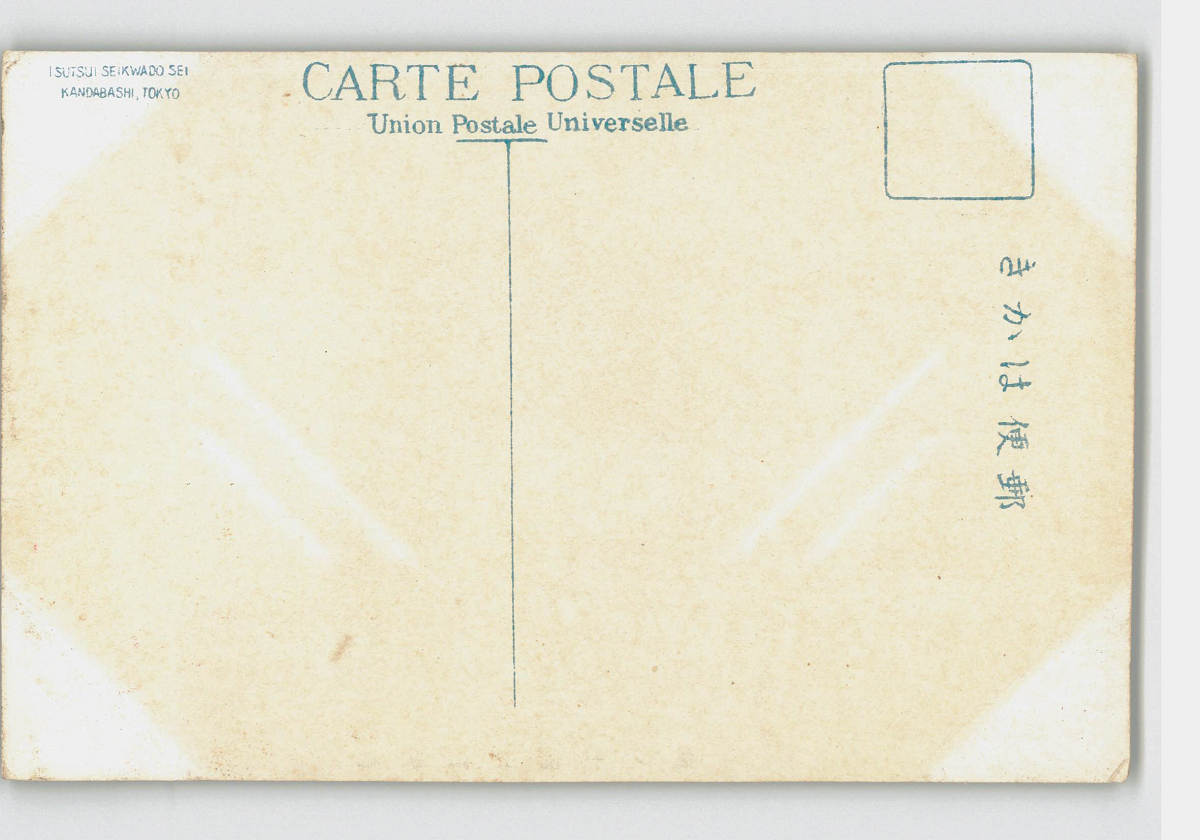 TSUTSUI SEIKWADO SEI
KANDABASHI, TOKYO
CARTE POSTALE
Union Postale Universelle
きかは便郵